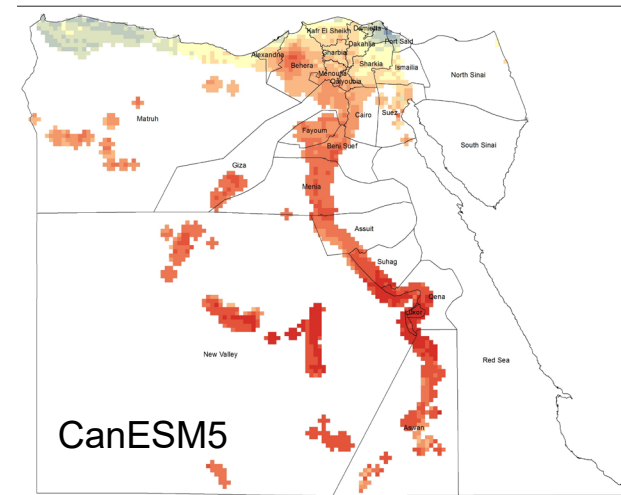 Kafr El Sheikh
Damietta
Alexandria
Gharbia
Dakahlia
Port Said
Behera
Menoufia
Sharkia
Ismailia
Qalyoubia
North Sinai
Matruh
Cairo
Suez
Fayoum
South Sinai
Beni Suef
Giza
Menia
Assuit
Suhag
Qena
Luxor
New Valley
Red Sea
Aswan
CanESM5